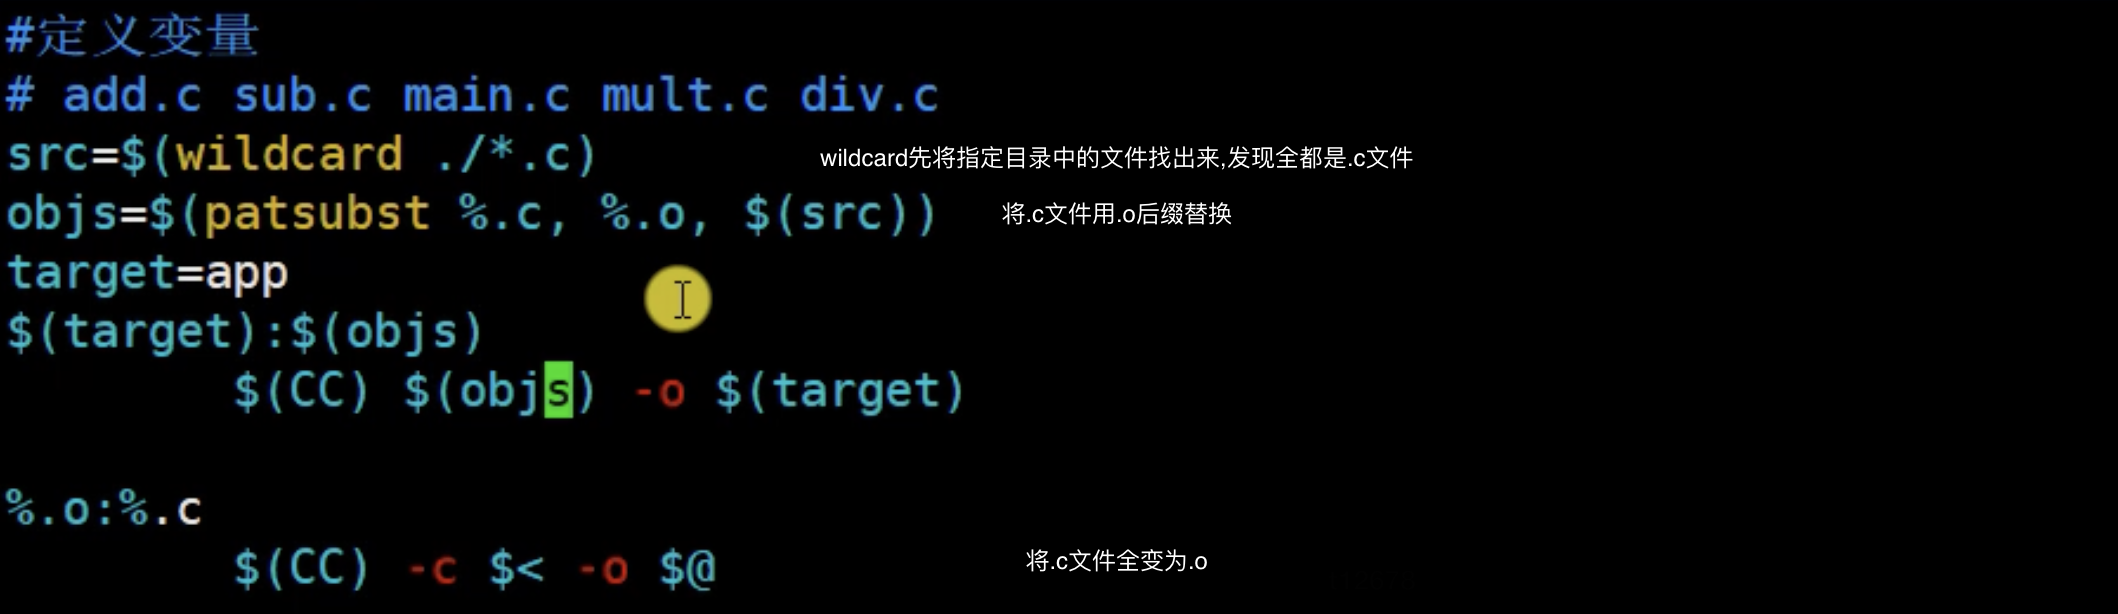 #定义变量
# add.c sub.c main.c mult.c div.c
src=$(wildcard ./*.c)
wildcard先将指定目录中的文件找出来,发现全都是.c文件
objs=$(patsubst %.c, %.o, $(src))
将.c文件用.o后缀替换
target=app
$(target):$(objs)
$(CC) $(objs) -o $(target)
%.o:%.c
$(CC) -c $< -o $@
将.c文件全变为.o